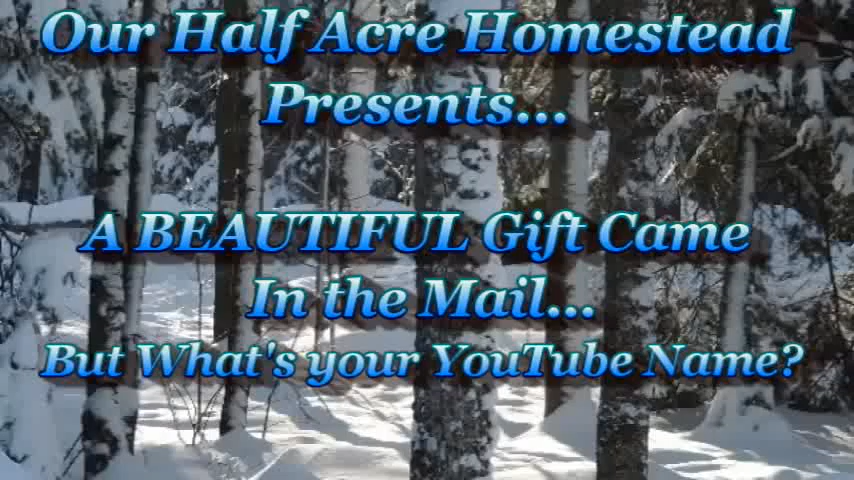 Our Half Acre Homestead
Presents...
A BEAUTIFUL Gift Came
In the Mail...
But What's your YouTube Name?